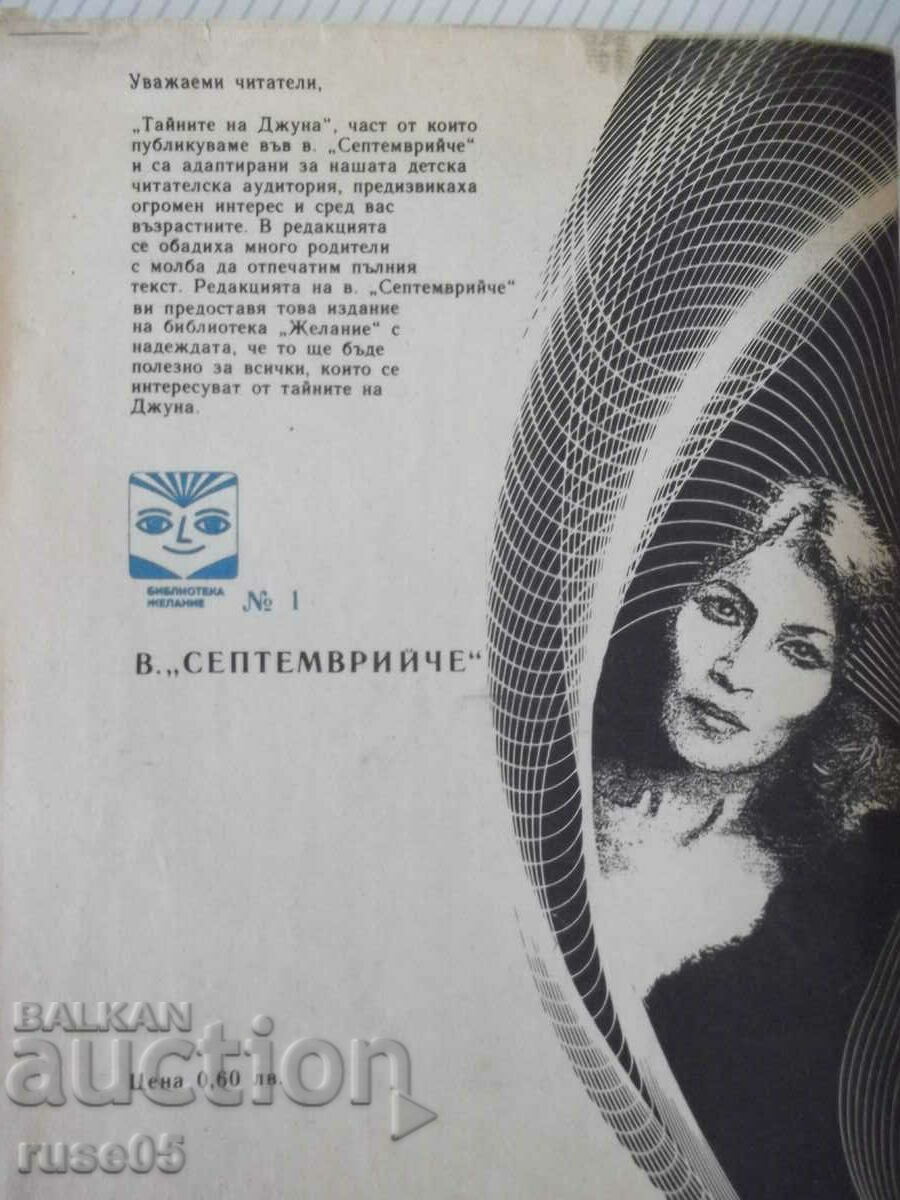 Уважаеми читатели,
„Тайните на Джуна“, част от които
публикуваме във в. „Септемврийче“
и са адаптирани за нашата детска
читателска аудитория, предизвикаха
огромен интерес и сред вас
възрастните. В редакцията
се обадиха много родители
с молба да отпечатим пълния
текст. Редакцията на в. „Септемврийче“
ви предоставя това издание
на библиотека „Желание“ с
надеждата, че то ще бъде
полезно за всички, които се
интересуват от тайните на
Джуна.
БИБЛИОТЕКА
ЖЕЛАНИЕ
№ 1
В. „СЕПТЕМВРИЙЧЕ“
BALKAN
auction
Цена 0,60 лв.
ruse05